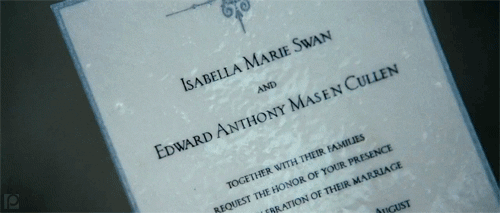 Isabella Marie Swan
and
Edward Anthony Masen Cullen
together with their families
request the honor of your presence
celebration of their marriage
August